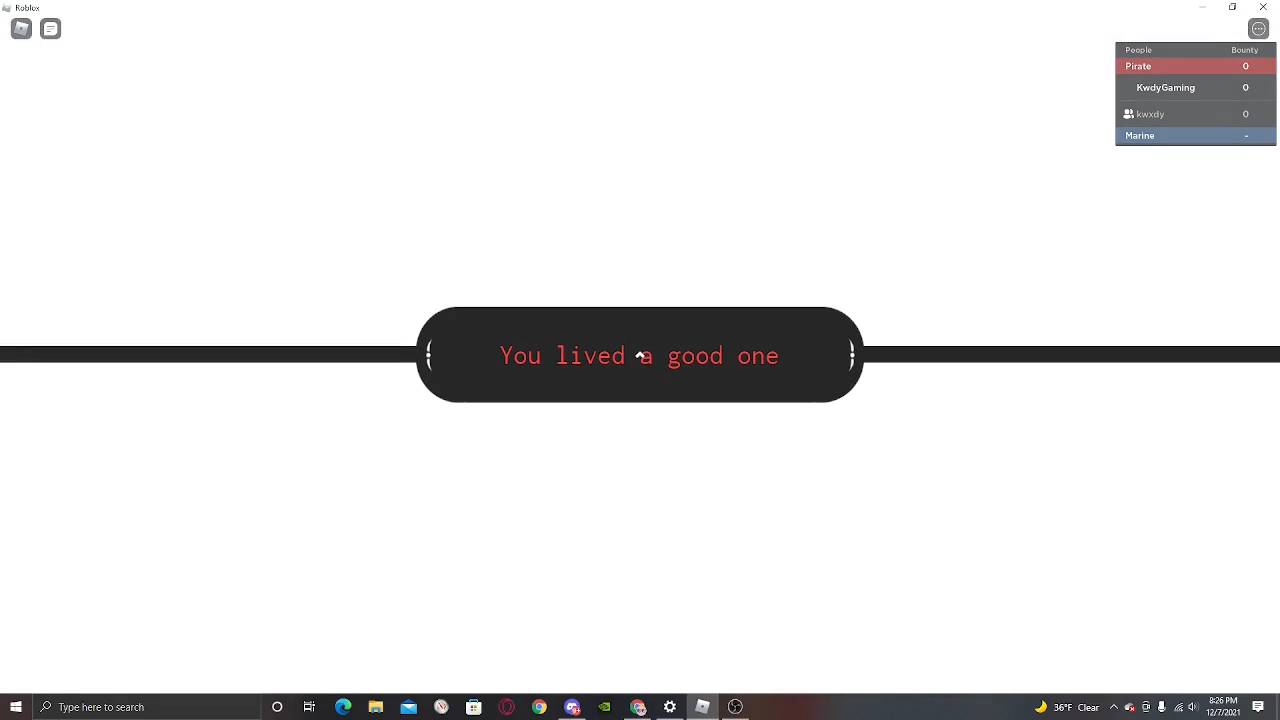 Roblox
People Bounty
Pirate 0
KwdyGaming 0
kwxdy 0
Marine -
You lived a good one
Type here to search
36°F Clear
8:26 PM
12/7/2021